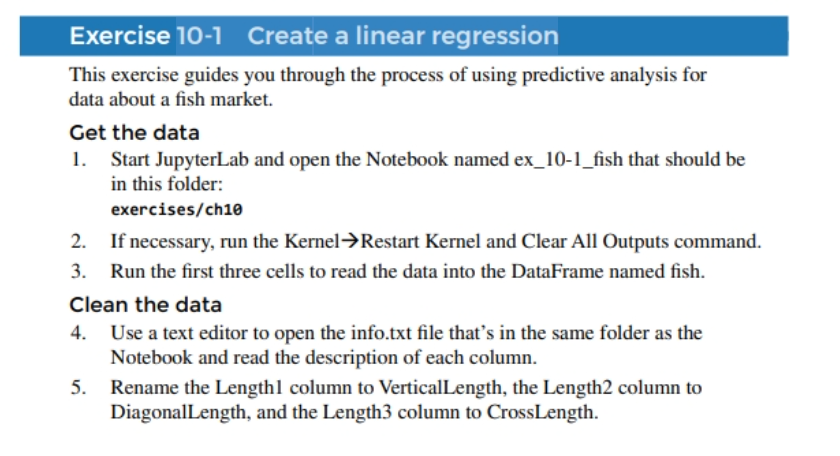 Exercise 10-1 Create a linear regression
This exercise guides you through the process of using predictive analysis for
data about a fish market.
Get the data
1. Start JupyterLab and open the Notebook named ex_10-1_fish that should be
in this folder:
exercises/ch10
2. If necessary, run the Kernel→Restart Kernel and Clear All Outputs command.
3. Run the first three cells to read the data into the DataFrame named fish.
Clean the data
4. Use a text editor to open the info.txt file that's in the same folder as the
Notebook and read the description of each column.
5. Rename the Length1 column to VerticalLength, the Length2 column to
DiagonalLength, and the Length3 column to CrossLength.